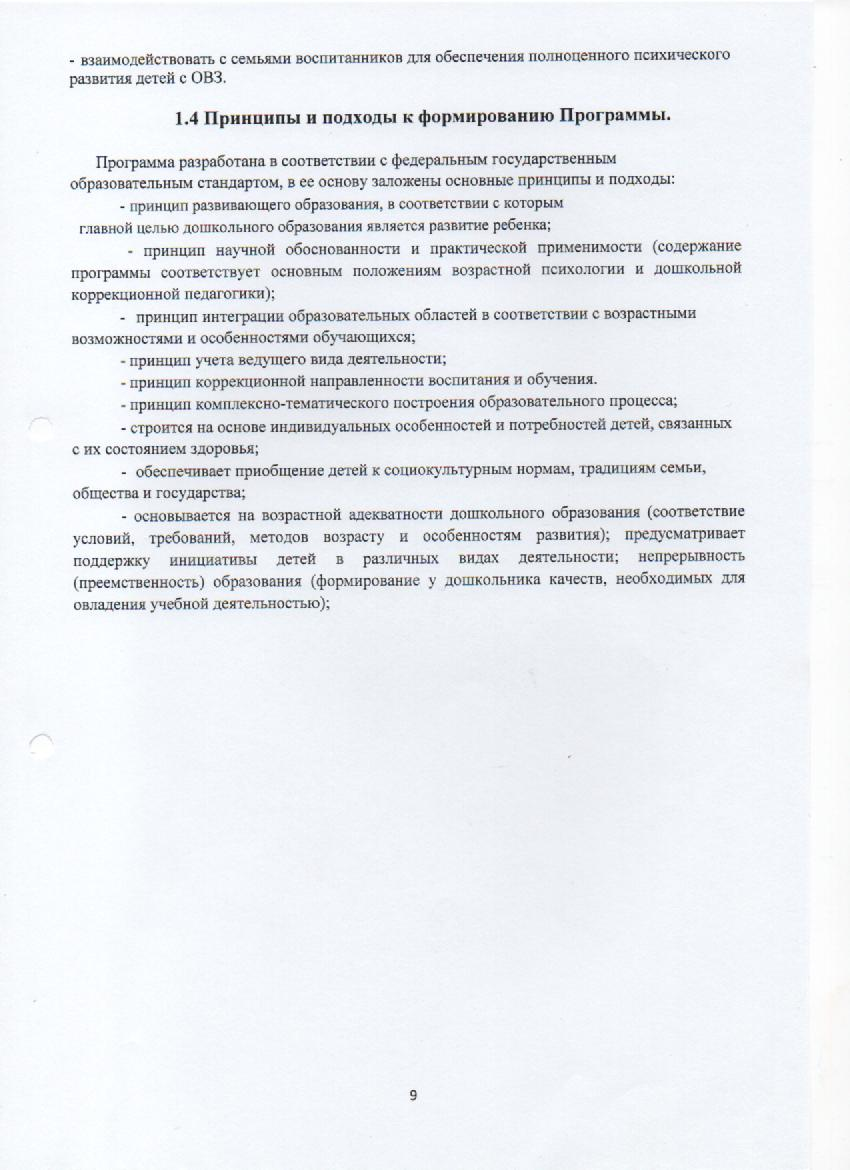 - взаимодействовать с семьями воспитанников для обеспечения полноценного психического
развития детей с ОВЗ.
1.4 Принципы и подходы к формированию Программы.
Программа разработана в соответствии с федеральным государственным
образовательным стандартом, в ее основу заложены основные принципы и подходы:
- принцип развивающего образования, в соответствии с которым
главной целью дошкольного образования является развитие ребенка;
- принцип научной обоснованности и практической применимости (содержание
программы соответствует основным положениям возрастной психологии и дошкольной
коррекционной педагогики);
- принцип интеграции образовательных областей в соответствии с возрастными
возможностями и особенностями обучающихся;
- принцип учета ведущего вида деятельности;
- принцип коррекционной направленности воспитания и обучения.
- принцип комплексно-тематического построения образовательного процесса;
- строится на основе индивидуальных особенностей и потребностей детей, связанных
с их состоянием здоровья;
- обеспечивает приобщение детей к социокультурным нормам, традициям семьи,
общества и государства;
- основывается на возрастной адекватности дошкольного образования (соответствие
условий, требований, методов возрасту и особенностям развития); предусматривает
поддержку инициативы детей в различных видах деятельности; непрерывность
(преемственность) образования (формирование у дошкольника качеств, необходимых для
овладения учебной деятельностью);
9